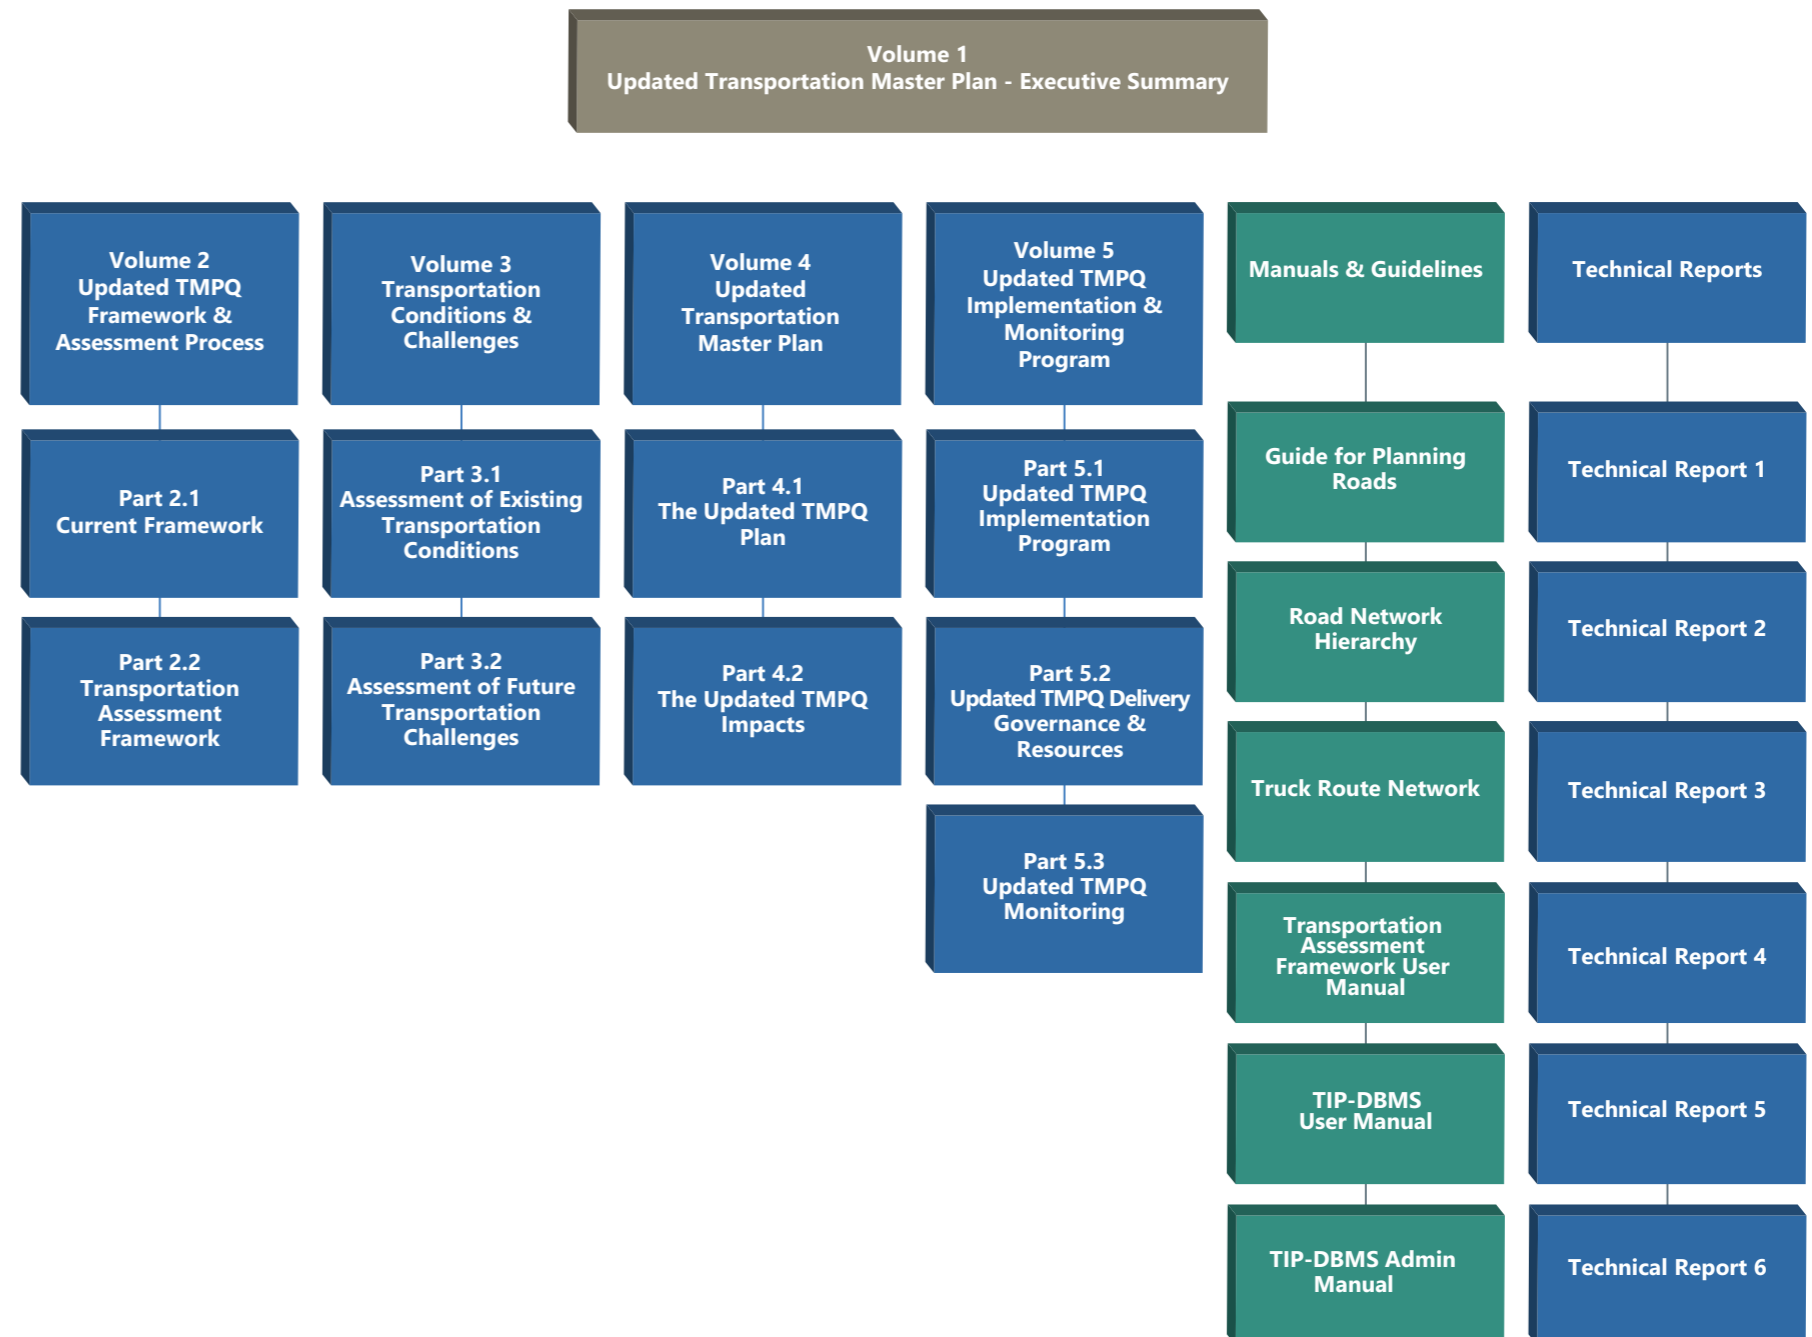 Volume 1
Updated Transportation Master Plan - Executive Summary
Volume 2
Updated TMPQ
Framework &
Assessment Process
Part 2.1
Current Framework
Part 2.2
Transportation
Assessment
Framework
Volume 3
Transportation
Conditions &
Challenges
Part 3.1
Assessment of Existing
Transportation
Conditions
Part 3.2
Assessment of Future
Transportation
Challenges
Volume 4
Updated
Transportation
Master Plan
Part 4.1
The Updated TMPQ
Plan
Part 4.2
The Updated TMPQ
Impacts
Volume 5
Updated TMPQ
Implementation &
Monitoring
Program
Part 5.1
Updated TMPQ
Implementation
Program
Part 5.2
Updated TMPQ Delivery
Governance &
Resources
Part 5.3
Updated TMPQ
Monitoring
Manuals & Guidelines
Guide for Planning
Roads
Road Network
Hierarchy
Truck Route Network
Transportation
Assessment
Framework User
Manual
TIP-DBMS
User Manual
TIP-DBMS Admin
Manual
Technical Reports
Technical Report 1
Technical Report 2
Technical Report 3
Technical Report 4
Technical Report 5
Technical Report 6